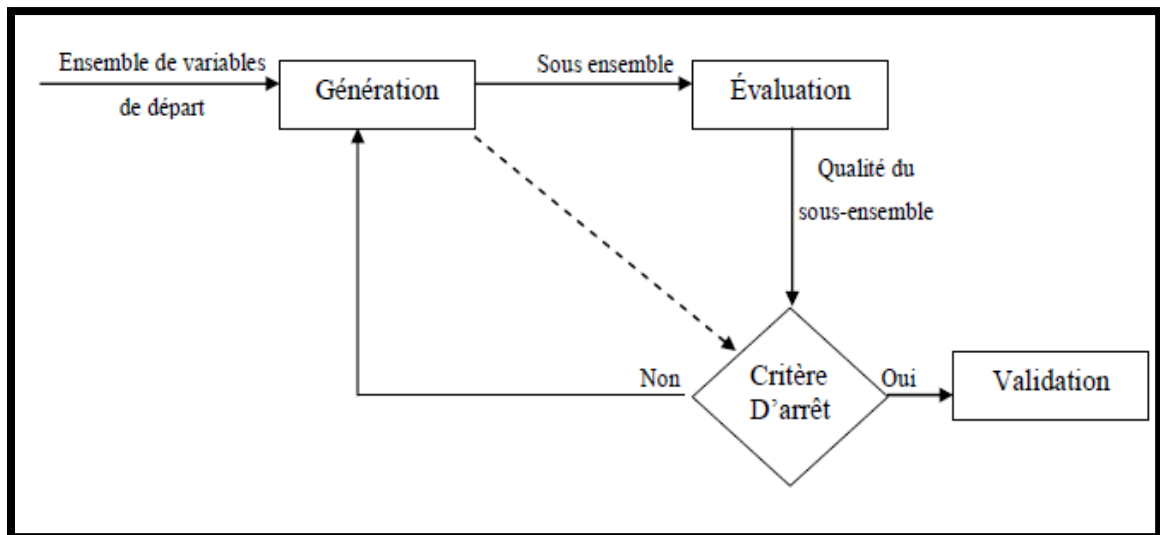 Ensemble de variables
de départ
Génération
Sous ensemble
Évaluation
Qualité du
sous-ensemble
Non
Critère
D'arrêt
Oui
Validation